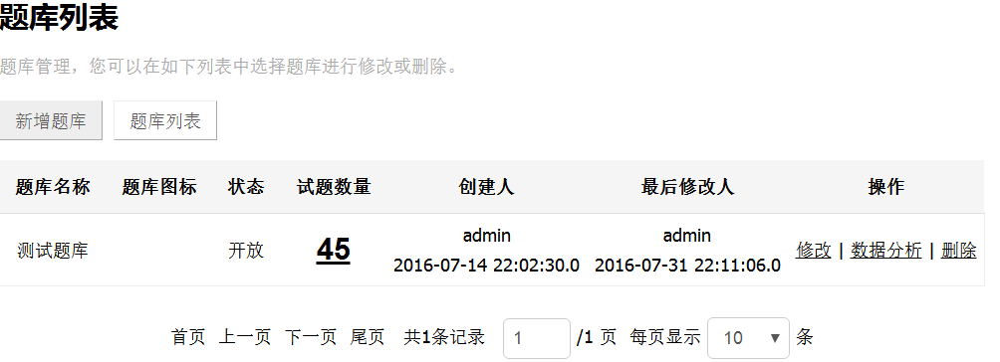 题库列表
题库管理，您可以在如下列表中选择题库进行修改或删除。
新增题库 题库列表
题库名称 题库图标 状态 试题数量 创建人 最后修改人 操作
测试题库 开放 45 admin 2016-07-14 22:02:30.0 admin 2016-07-31 22:11:06.0 修改 | 数据分析 | 删除
首页 上一页 下一页 尾页 共1条记录 1 /1 页 每页显示 10 ▼ 条